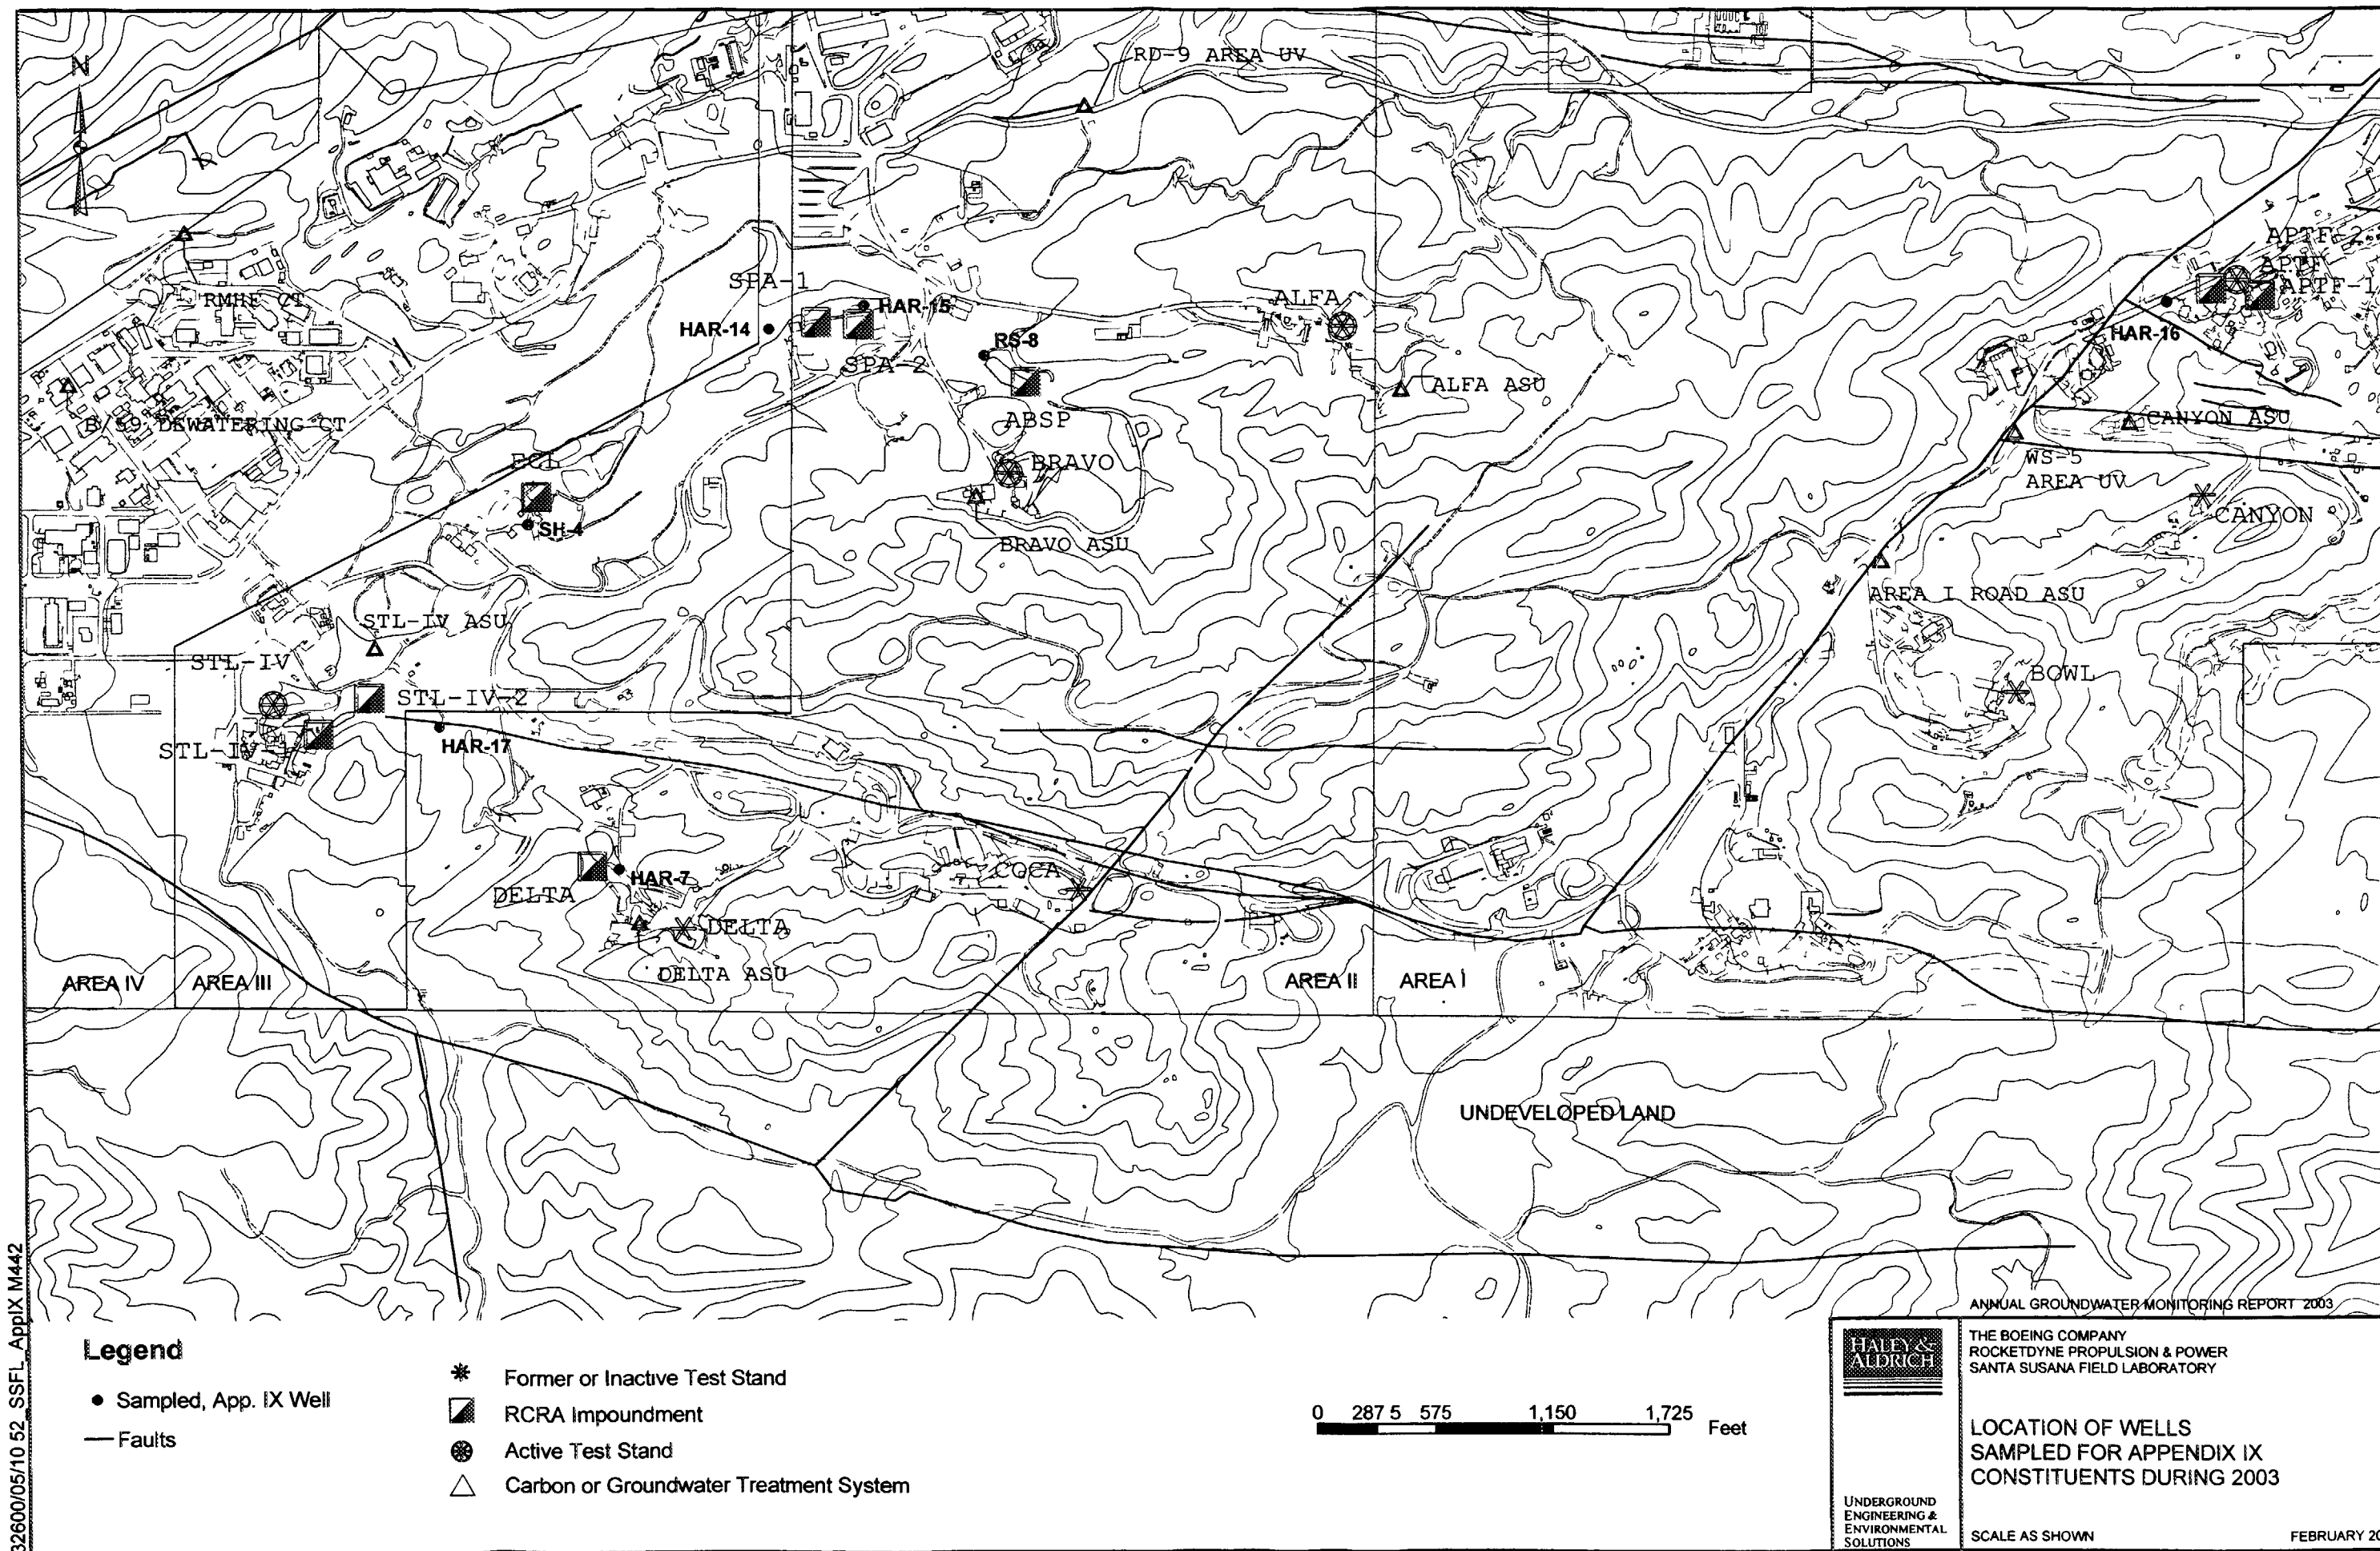 N
RD-9 AREA UV
APTF-2
APTF
APTF-1
RMHF CT
SPA-1
HAR-15
HAR-14
ALFA
HAR-16
RS-8
SPA-2
ALFA ASU
B/59 DEWATERING CT
ABSP
CANYON ASU
ECL
BRAVO
WS-5
AREA UV
SH-4
CANYON
BRAVO ASU
AREA I ROAD ASU
STL-IV ASU
STL-IV
BOWL
STL-IV-2
HAR-17
STL-IV-1
COCA
HAR-7
DELTA
DELTA
DELTA ASU
AREA IV
AREA III
AREA II
AREA I
UNDEVELOPED LAND
ANNUAL GROUNDWATER MONITORING REPORT 2003
32600/05/10 52_SSFL_AppIX M442
Legend
Sampled, App. IX Well
Faults
Former or Inactive Test Stand
RCRA Impoundment
Active Test Stand
Carbon or Groundwater Treatment System
0 287 5 575 1,150 1,725
Feet
HALEY &
ALDRICH
UNDERGROUND
ENGINEERING &
ENVIRONMENTAL
SOLUTIONS
THE BOEING COMPANY
ROCKETDYNE PROPULSION & POWER
SANTA SUSANA FIELD LABORATORY
LOCATION OF WELLS
SAMPLED FOR APPENDIX IX
CONSTITUENTS DURING 2003
SCALE AS SHOWN
FEBRUARY 20